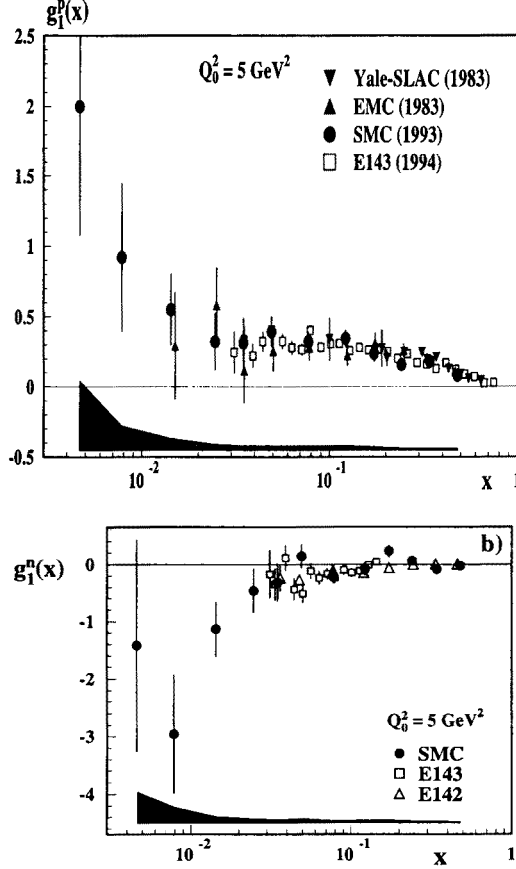 g₁ᵖ(x)
Q₀² = 5 GeV²
Yale-SLAC (1983)
EMC (1983)
SMC (1993)
E143 (1994)
2.5
2
1.5
1
0.5
0
-0.5
10⁻²
10⁻¹
x
1
b)
g₁ⁿ(x)
0
-1
-2
-3
-4
Q₀² = 5 GeV²
SMC
E143
E142
10⁻²
10⁻¹
x
1